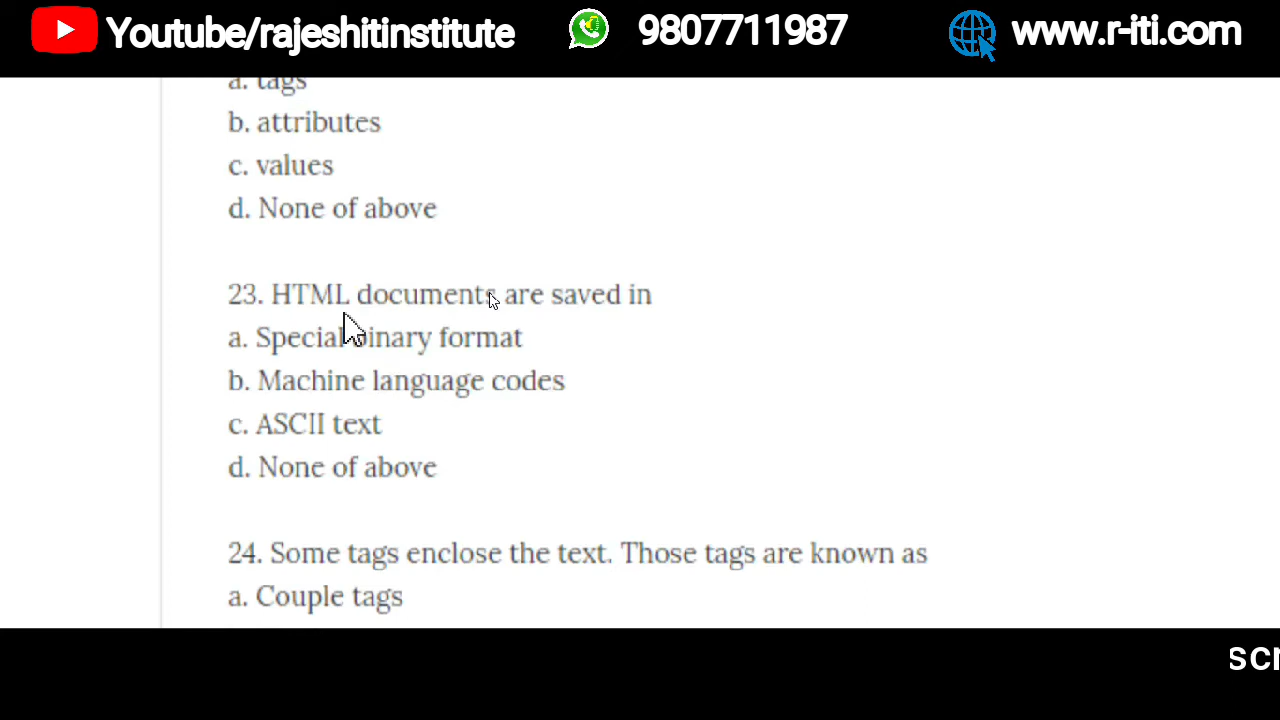 Youtube/rajeshitinstitute 9807711987 www.r-iti.com
a. tags
b. attributes
c. values
d. None of above
23. HTML documents are saved in
a. Special binary format
b. Machine language codes
c. ASCII text
d. None of above
24. Some tags enclose the text. Those tags are known as
a. Couple tags